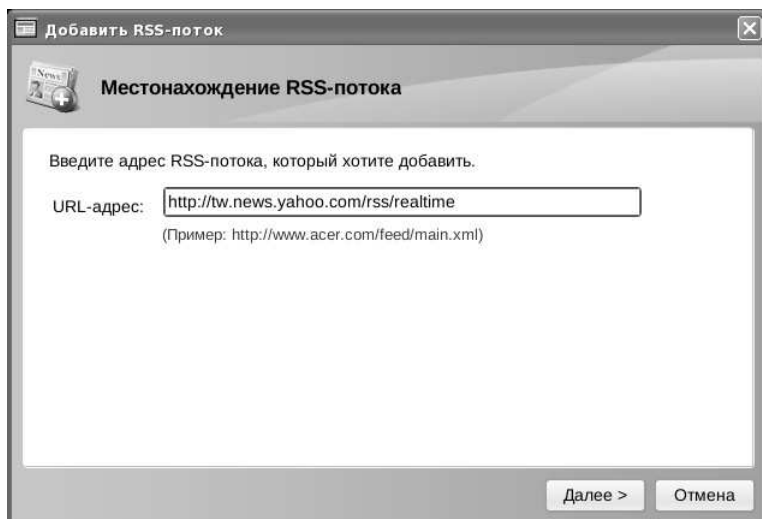 Добавить RSS-поток
News
Местонахождение RSS-потока
Введите адрес RSS-потока, который хотите добавить.
URL-адрес: http://tw.news.yahoo.com/rss/realtime
(Пример: http://www.acer.com/feed/main.xml)
Далее > Отмена